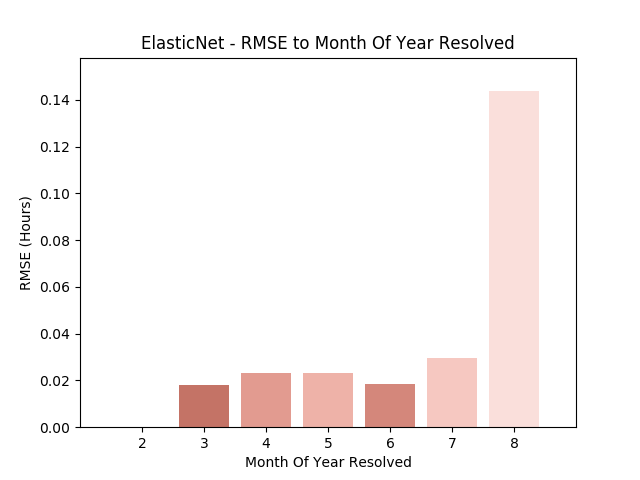 ElasticNet - RMSE to Month Of Year Resolved
0.14
0.12
0.10
0.08
0.06
0.04
0.02
0.00
RMSE (Hours)
2 3 4 5 6 7 8
Month Of Year Resolved